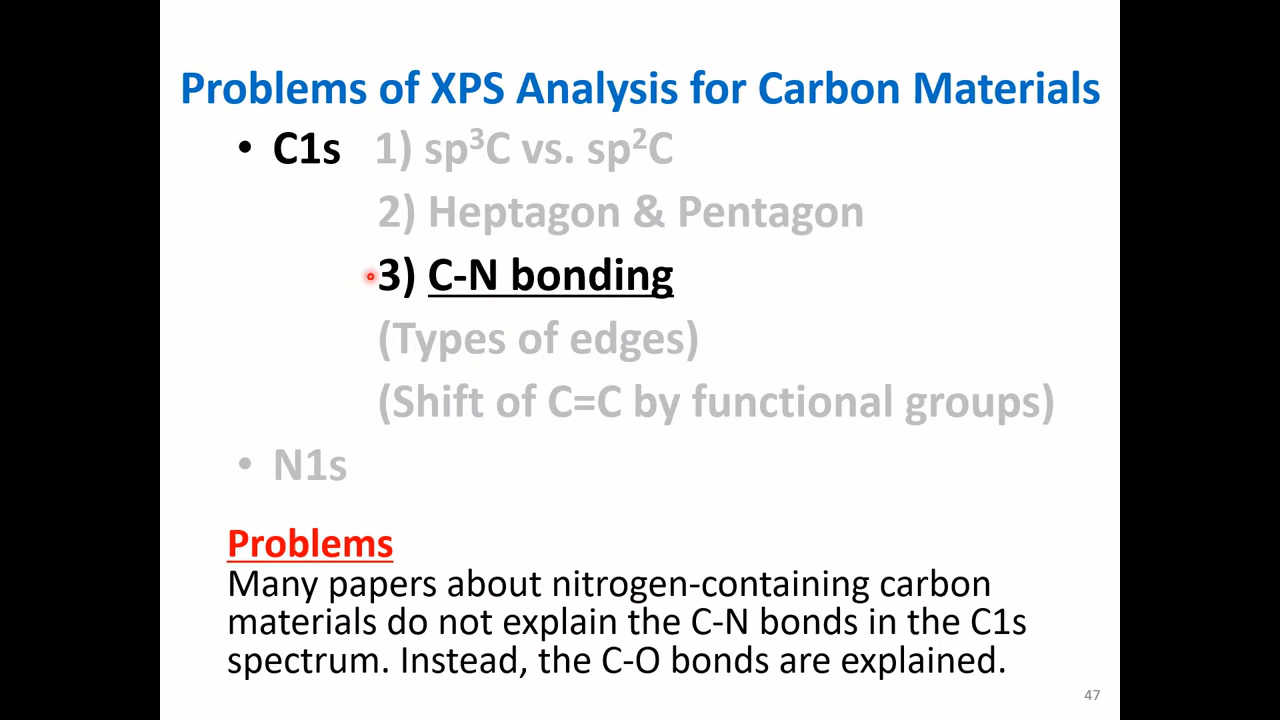 Problems of XPS Analysis for Carbon Materials
• C1s 1) sp³C vs. sp²C
2) Heptagon & Pentagon
3) C-N bonding
(Types of edges)
(Shift of C=C by functional groups)
• N1s
Problems
Many papers about nitrogen-containing carbon
materials do not explain the C-N bonds in the C1s
spectrum. Instead, the C-O bonds are explained.
47